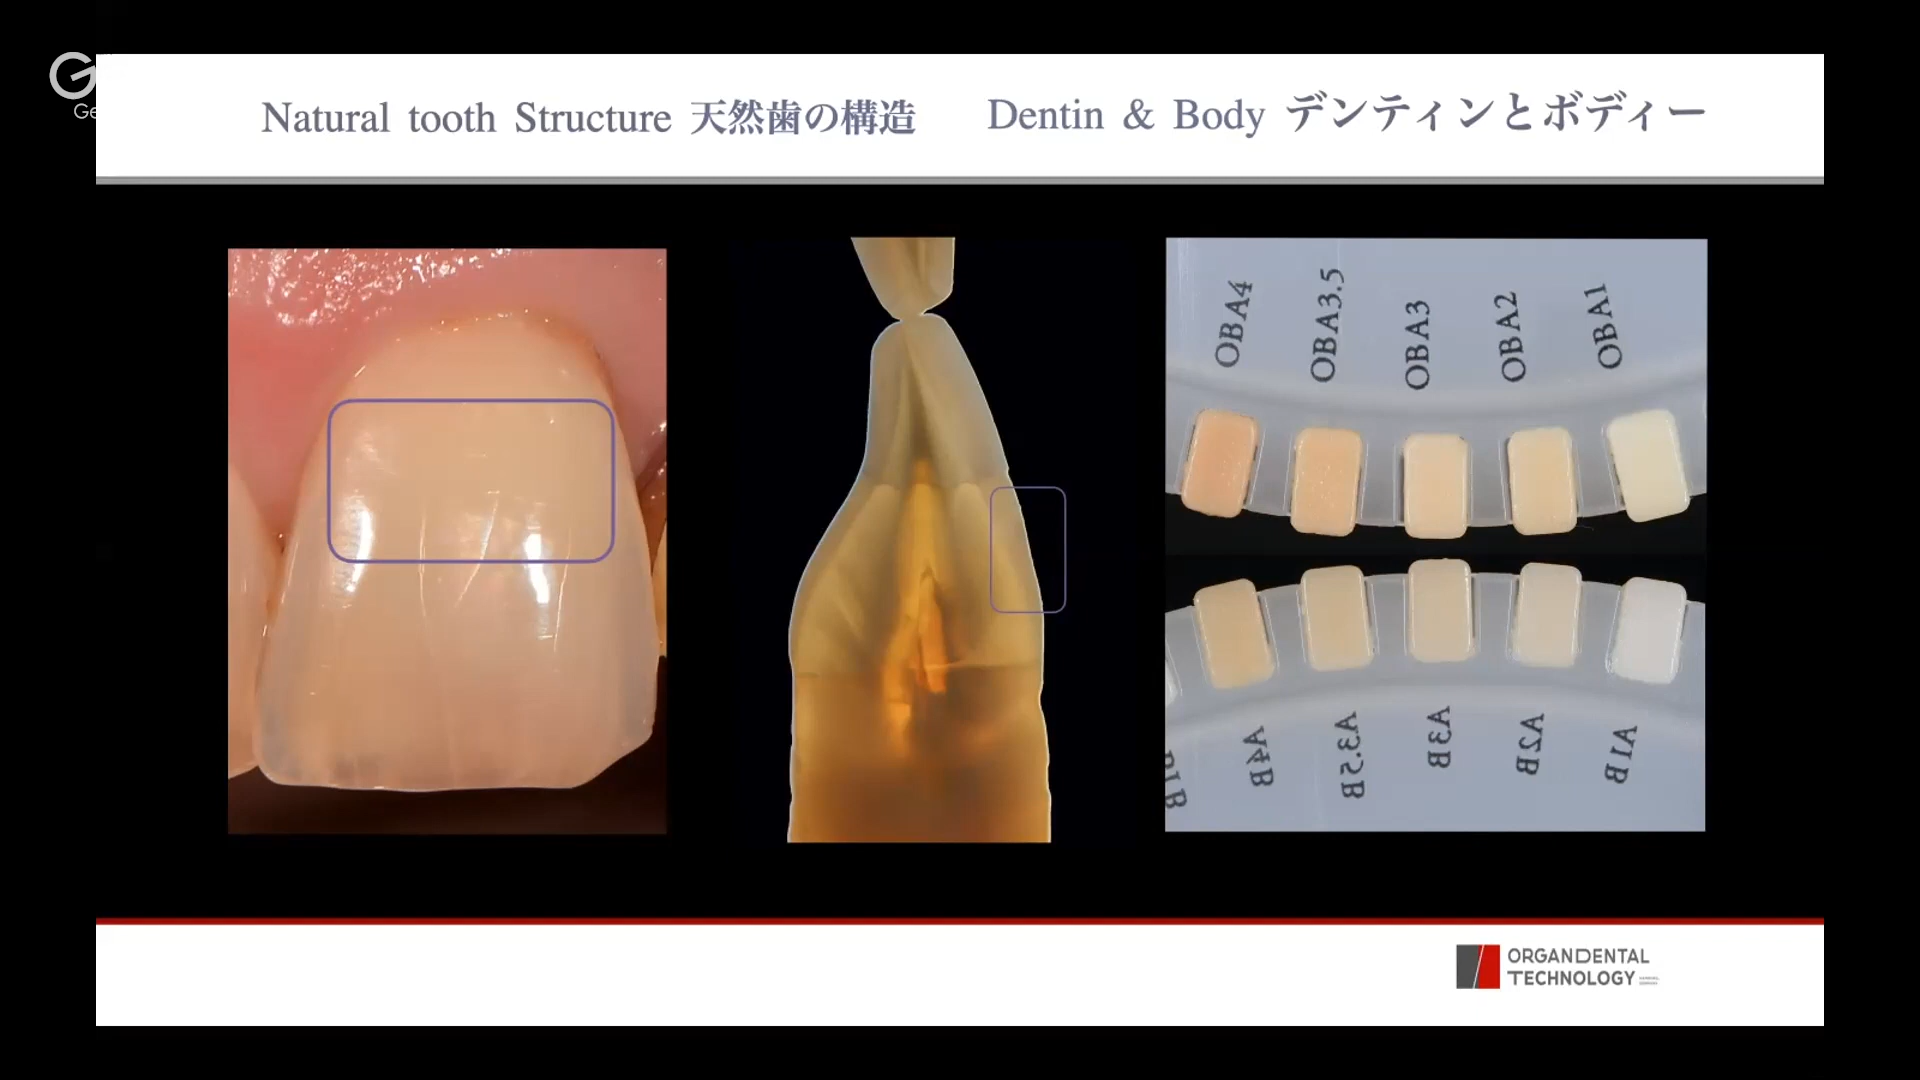 G
Ge
Natural tooth Structure 天然歯の構造
Dentin & Body デンティンとボディー
OBA4
OBA3.5
OBA3
OBA2
OBA1
B
A4B
A3.5B
A3B
A2B
A1B
ORGANDENTAL
TECHNOLOGY